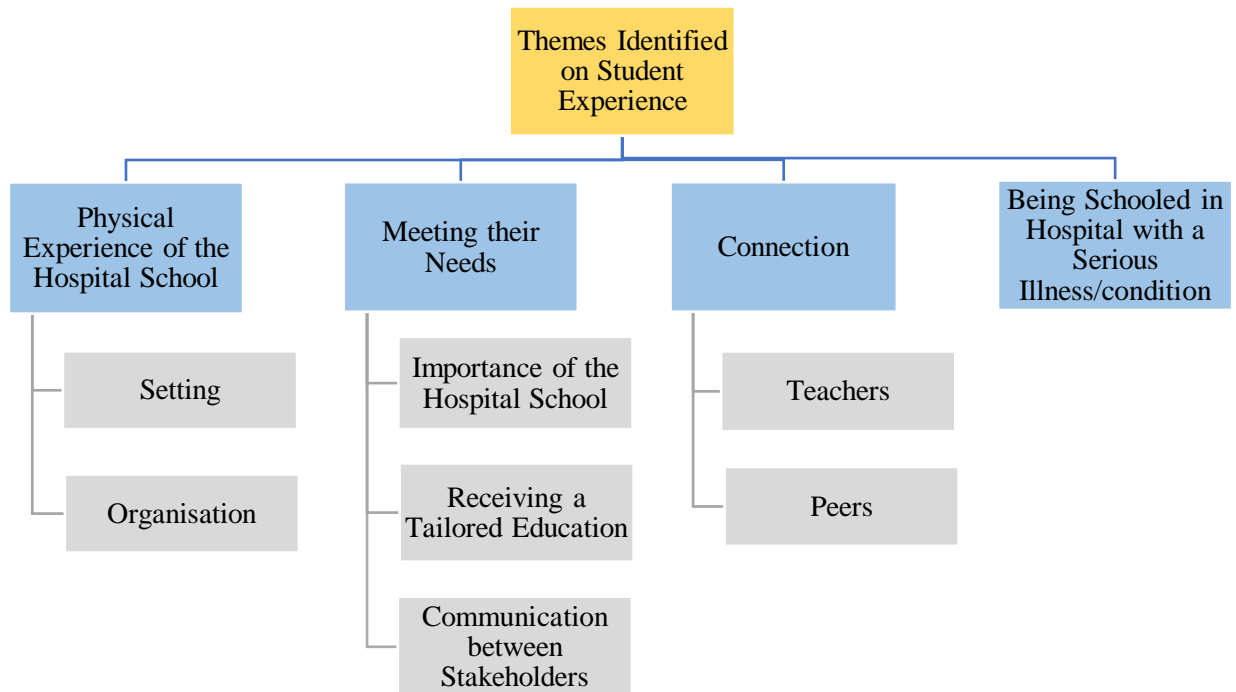 Themes Identified
on Student
Experience
Physical
Experience of the
Hospital School
Setting
Organisation
Meeting their
Needs
Importance of the
Hospital School
Receiving a
Tailored Education
Communication
between
Stakeholders
Connection
Teachers
Peers
Being Schooled in
Hospital with a
Serious
Illness/condition